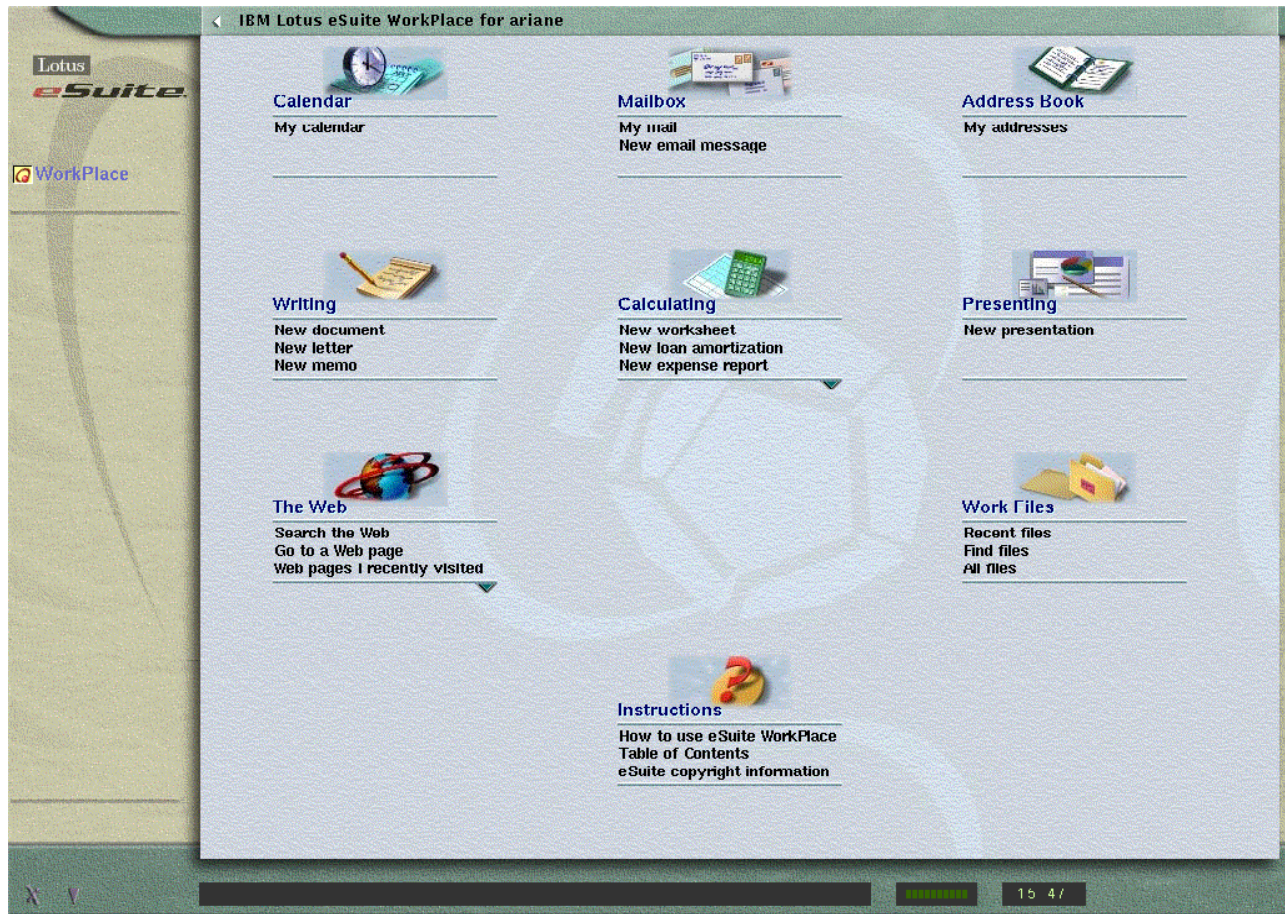 IBM Lotus eSuite WorkPlace for ariane
Lotus
eSuite
WorkPlace
Calendar
My calendar
Mailbox
My mail
New email message
Address Book
My addresses
Writing
New document
New letter
New memo
Calculating
New worksheet
New loan amortization
New expense report
Presenting
New presentation
The Web
Search the Web
Go to a Web page
Web pages I recently visited
Work Files
Recent files
Find files
All files
Instructions
How to use eSuite WorkPlace
Table of Contents
eSuite copyright information
15 47